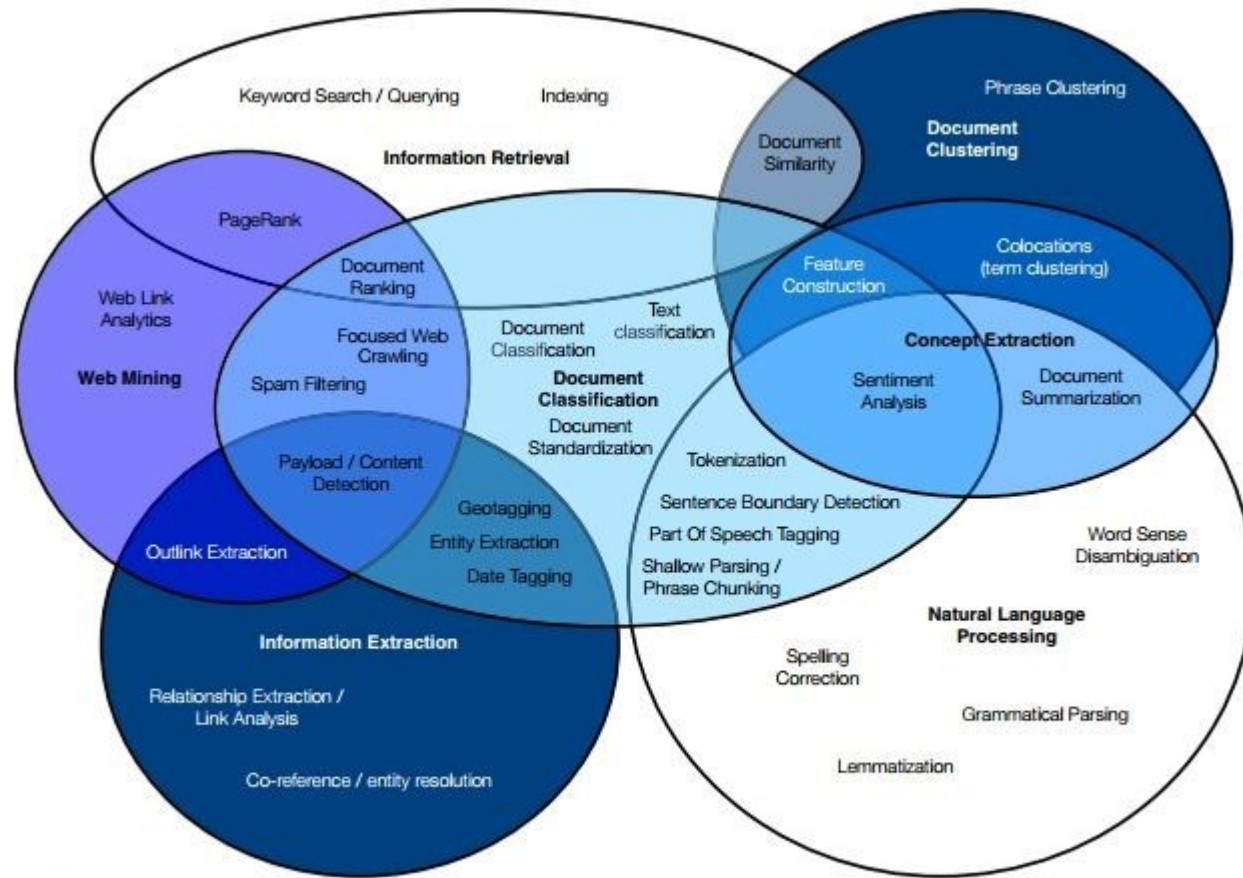 Keyword Search / Querying
Indexing
Phrase Clustering
Information Retrieval
Document
Similarity
Document
Clustering
PageRank
Document
Ranking
Feature
Construction
Colocations
(term clustering)
Web Link
Analytics
Focused Web
Crawling
Document
Classification
Text
classification
Concept Extraction
Web Mining
Spam Filtering
Document
Classification
Sentiment
Analysis
Document
Summarization
Document
Standardization
Payload / Content
Detection
Tokenization
Geotagging
Sentence Boundary Detection
Entity Extraction
Part Of Speech Tagging
Word Sense
Disambiguation
Outlink Extraction
Date Tagging
Shallow Parsing /
Phrase Chunking
Information Extraction
Natural Language
Processing
Spelling
Correction
Relationship Extraction /
Link Analysis
Grammatical Parsing
Lemmatization
Co-reference / entity resolution